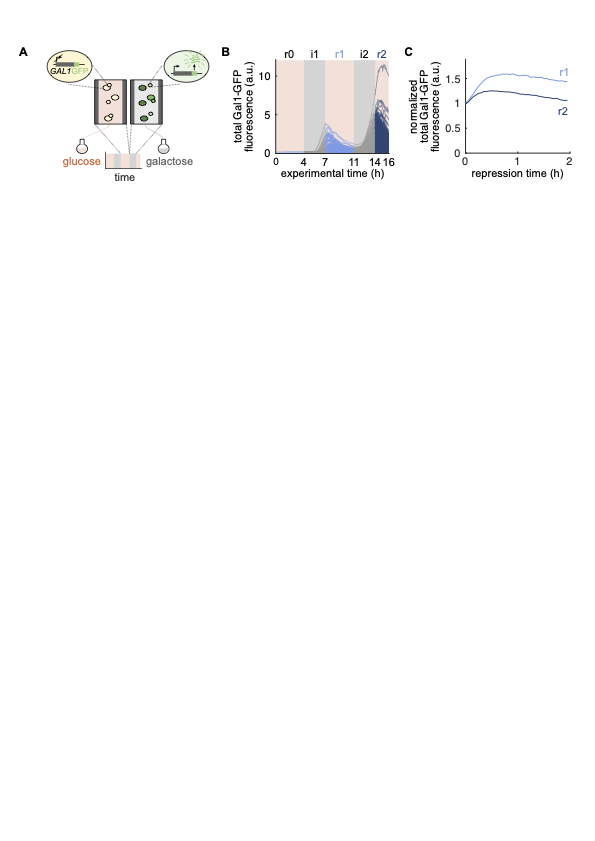 A
GAL1 GFP
glucose
galactose
time
B
r0 i1 r1 i2 r2
total Gal1-GFP
fluorescence (a.u.)
10
5
0
0 4 7 11 14 16
experimental time (h)
C
normalized
total Gal1-GFP
fluorescence (a.u.)
1.5
1
0.5
0
r1
r2
0 1 2
repression time (h)